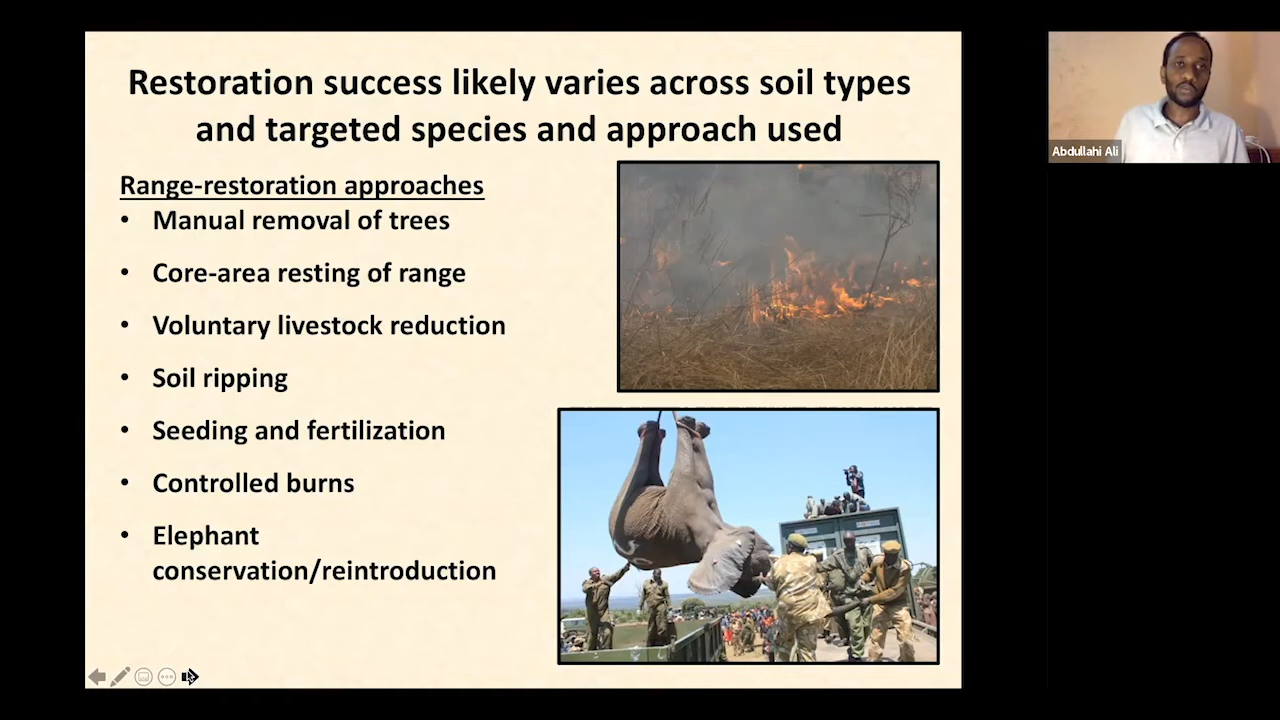 Restoration success likely varies across soil types
and targeted species and approach used
Range-restoration approaches
• Manual removal of trees
• Core-area resting of range
• Voluntary livestock reduction
• Soil ripping
• Seeding and fertilization
• Controlled burns
• Elephant
conservation/reintroduction
Abdullahi Ali